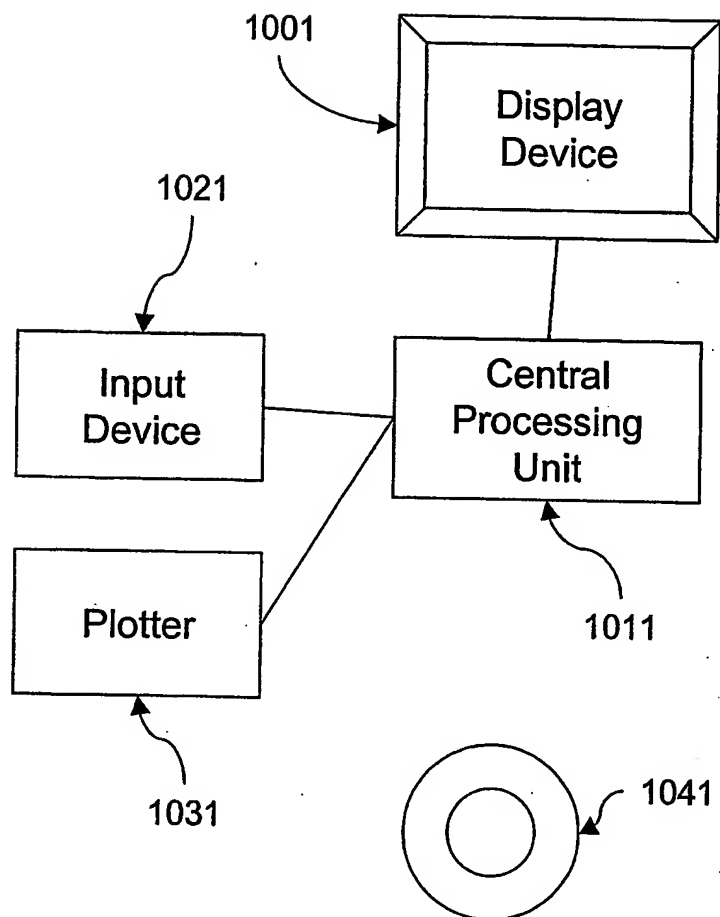 1001
Display
Device
1021
Input
Device
Central
Processing
Unit
Plotter
1011
1031
1041